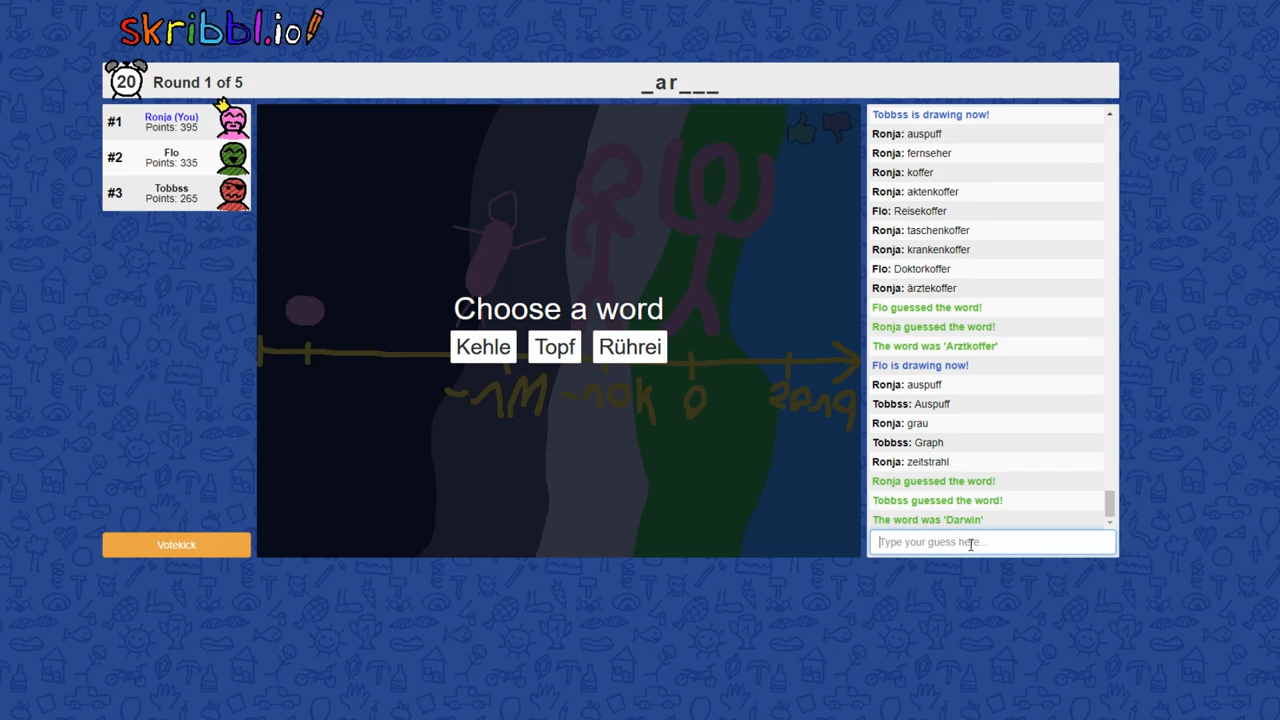 skribbl.io
20
Round 1 of 5
_ar___
#1
Ronja (You)
Points: 395
#2
Flo
Points: 335
#3
Tobbss
Points: 265
Votekick
Choose a word
Kehle
Topf
Rührei
-1M -10k 0 2019
Tobbss is drawing now!
Ronja: auspuff
Ronja: fernseher
Ronja: koffer
Ronja: aktenkoffer
Flo: Reisekoffer
Ronja: taschenkoffer
Ronja: krankenkoffer
Flo: Doktorkoffer
Ronja: ärztekoffer
Flo guessed the word!
Ronja guessed the word!
The word was 'Arztkoffer'
Flo is drawing now!
Ronja: auspuff
Tobbss: Auspuff
Ronja: grau
Tobbss: Graph
Ronja: zeitstrahl
Ronja guessed the word!
Tobbss guessed the word!
The word was 'Darwin'
Type your guess here...